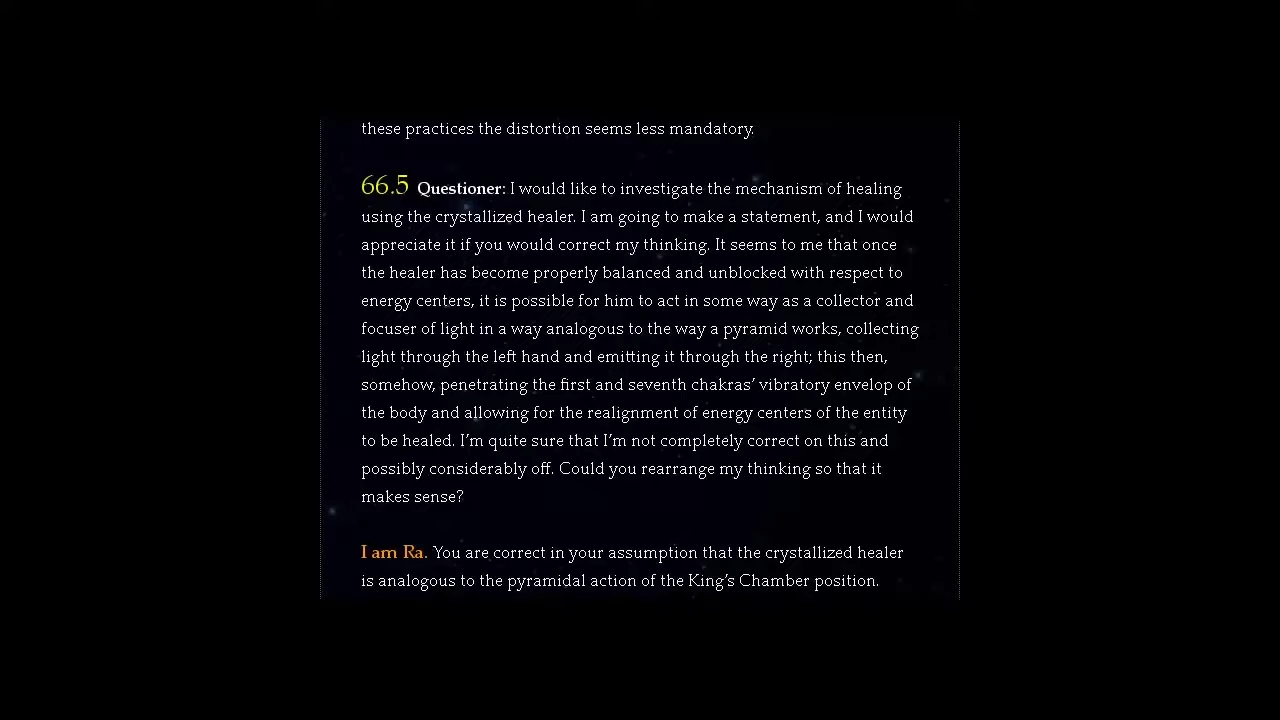 these practices the distortion seems less mandatory.
66.5 Questioner: I would like to investigate the mechanism of healing
using the crystallized healer. I am going to make a statement, and I would
appreciate it if you would correct my thinking. It seems to me that once
the healer has become properly balanced and unblocked with respect to
energy centers, it is possible for him to act in some way as a collector and
focuser of light in a way analogous to the way a pyramid works, collecting
light through the left hand and emitting it through the right; this then,
somehow, penetrating the first and seventh chakras’ vibratory envelop of
the body and allowing for the realignment of energy centers of the entity
to be healed. I’m quite sure that I’m not completely correct on this and
possibly considerably off. Could you rearrange my thinking so that it
makes sense?
I am Ra. You are correct in your assumption that the crystallized healer
is analogous to the pyramidal action of the King’s Chamber position.